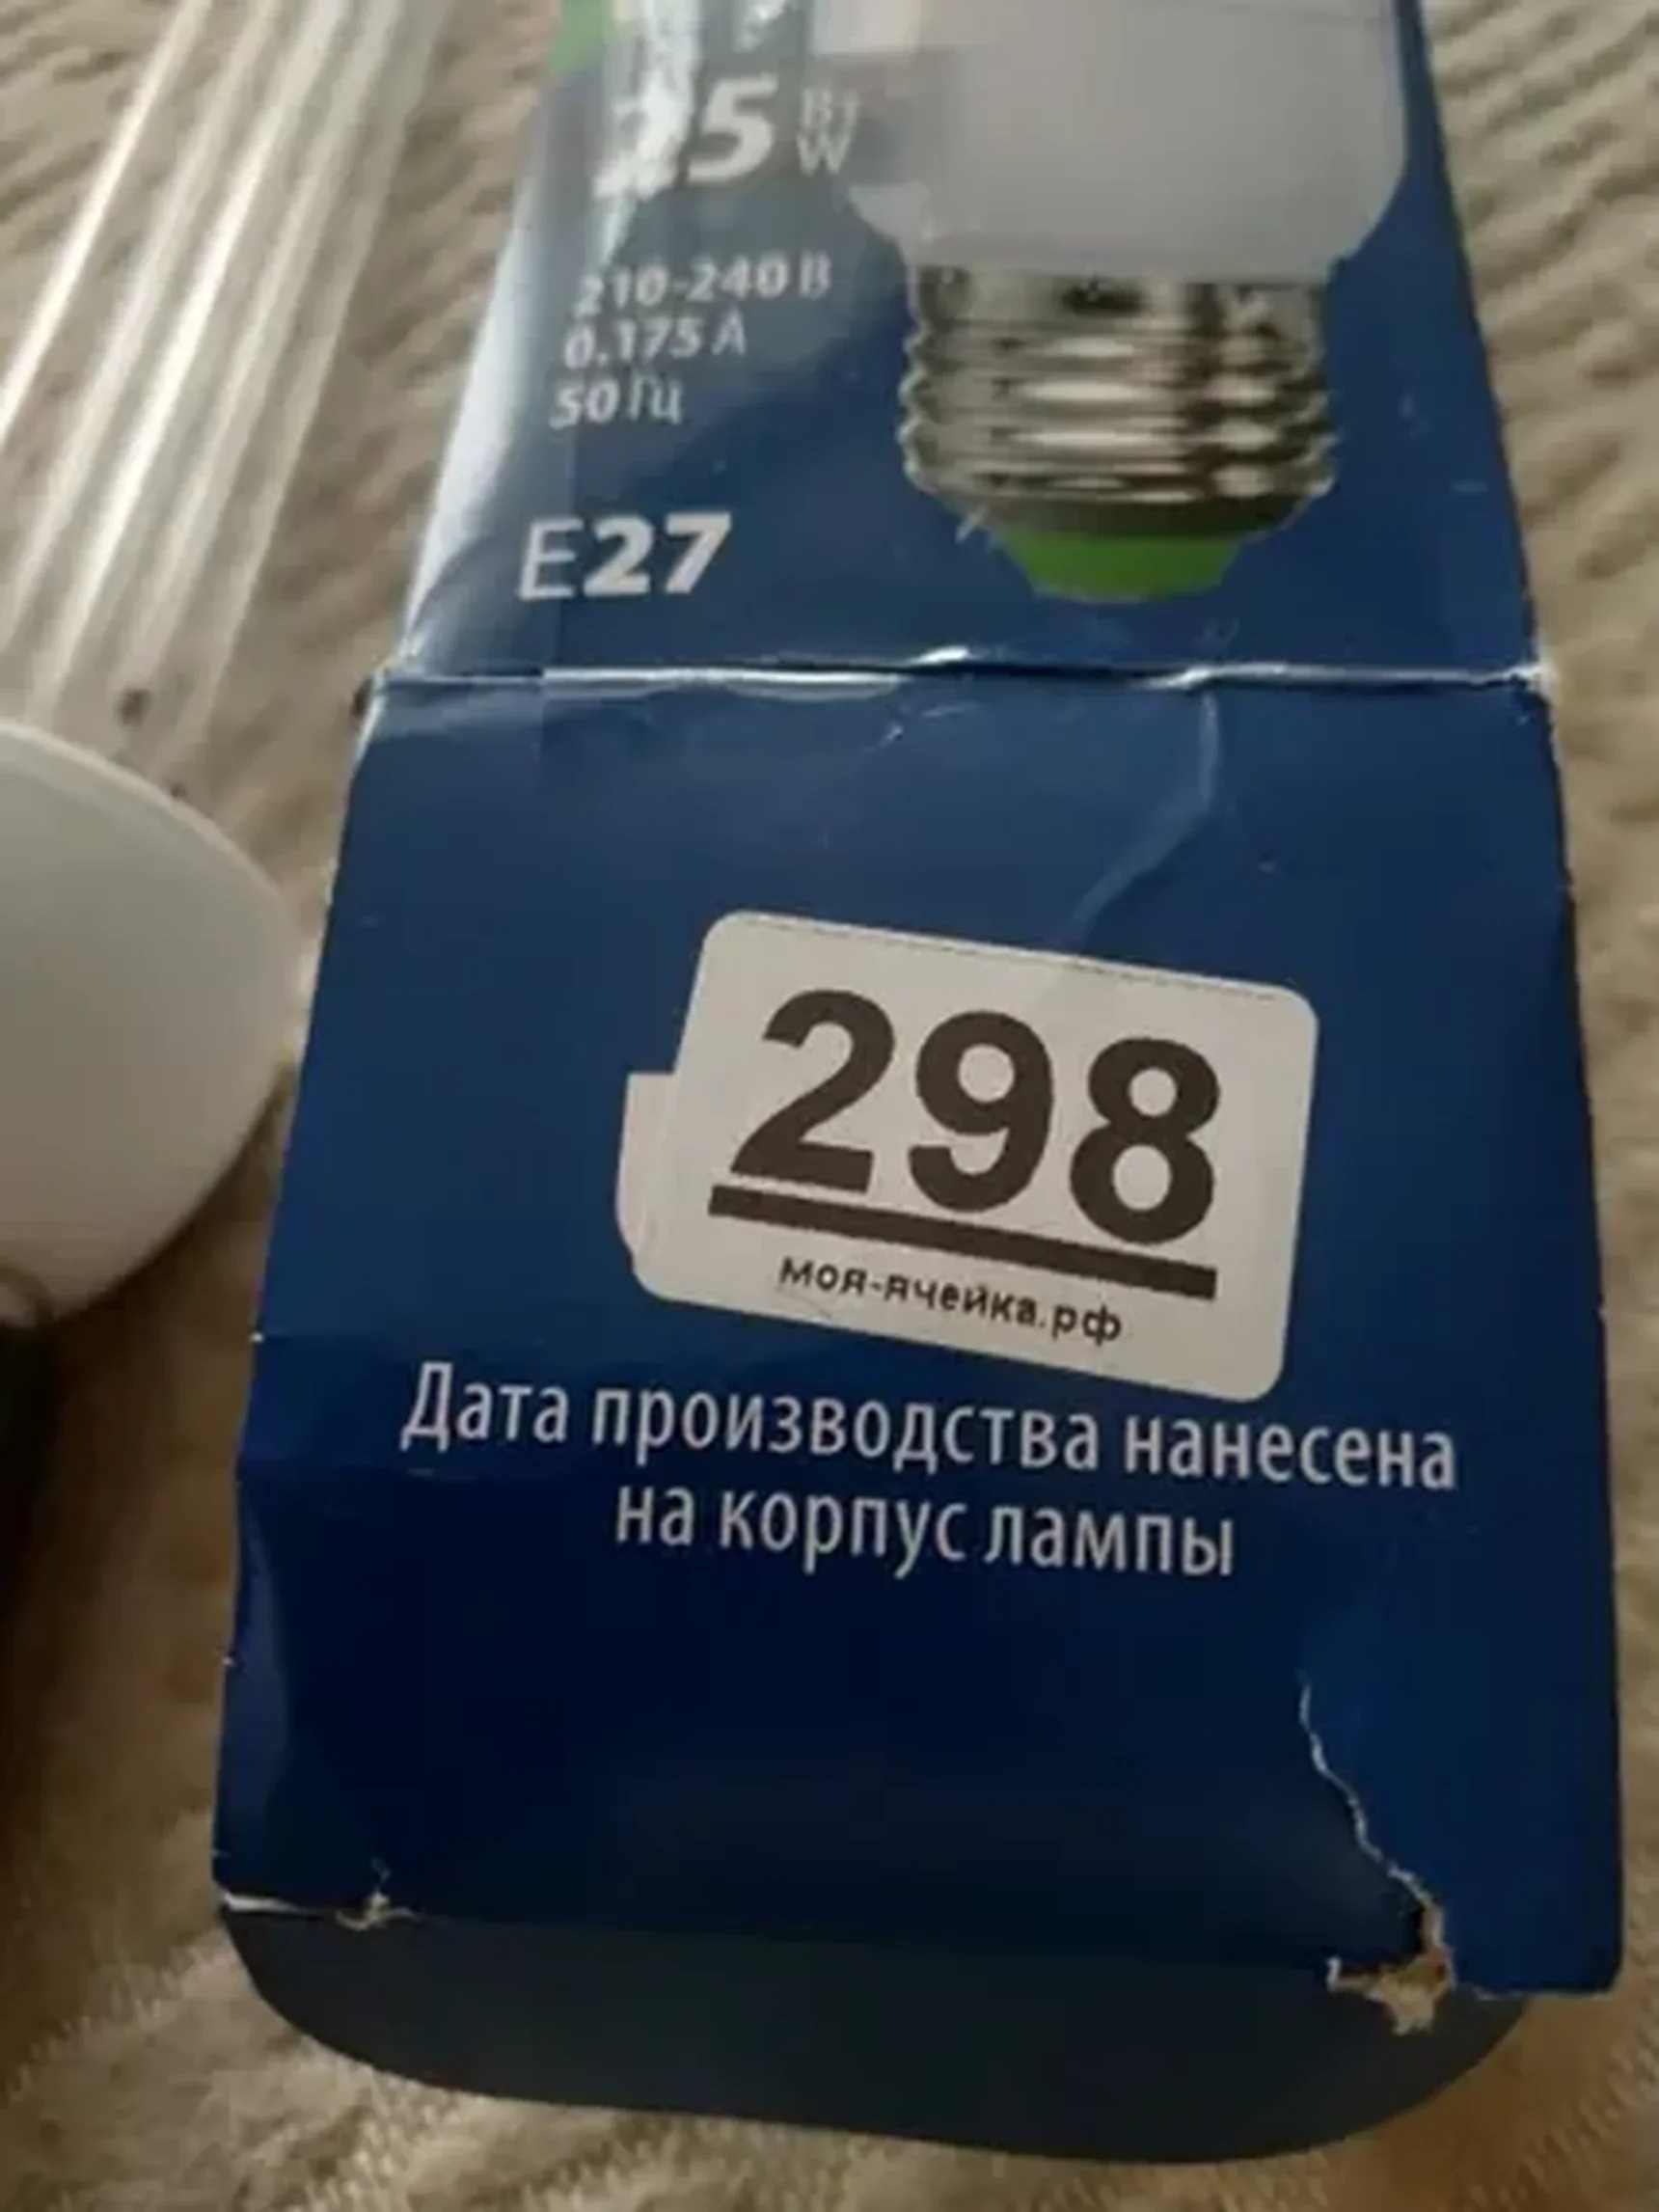 25 Вт
W
210-240 В
0.175 А
50 Гц
E27
298
моя-ячейка.рф
Дата производства нанесена
на корпус лампы